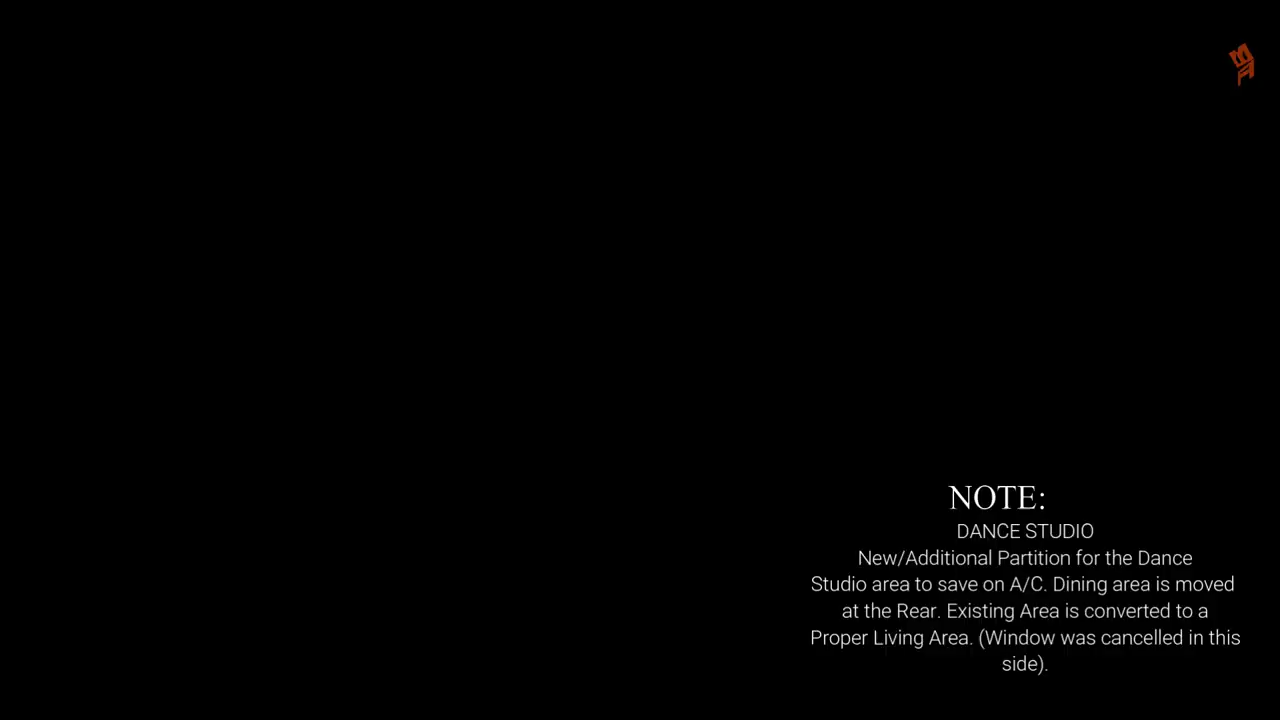 NOTE:
DANCE STUDIO
New/Additional Partition for the Dance
Studio area to save on A/C. Dining area is moved
at the Rear. Existing Area is converted to a
Proper Living Area. (Window was cancelled in this
side).